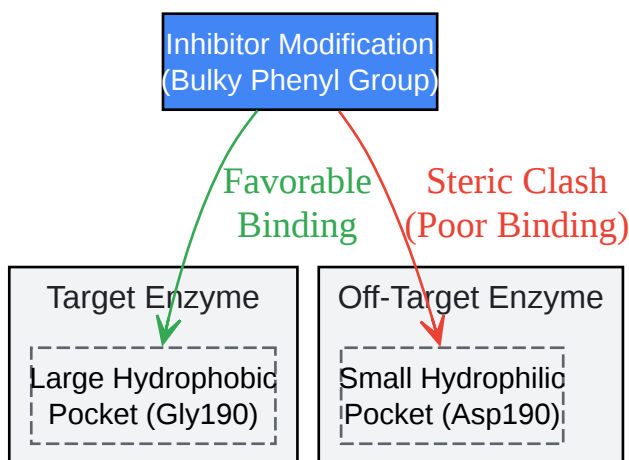 Inhibitor Modification
(Bulky Phenyl Group)
Favorable
Binding
Steric Clash
(Poor Binding)
Target Enzyme
Large Hydrophobic
Pocket (Gly190)
Off-Target Enzyme
Small Hydrophilic
Pocket (Asp190)